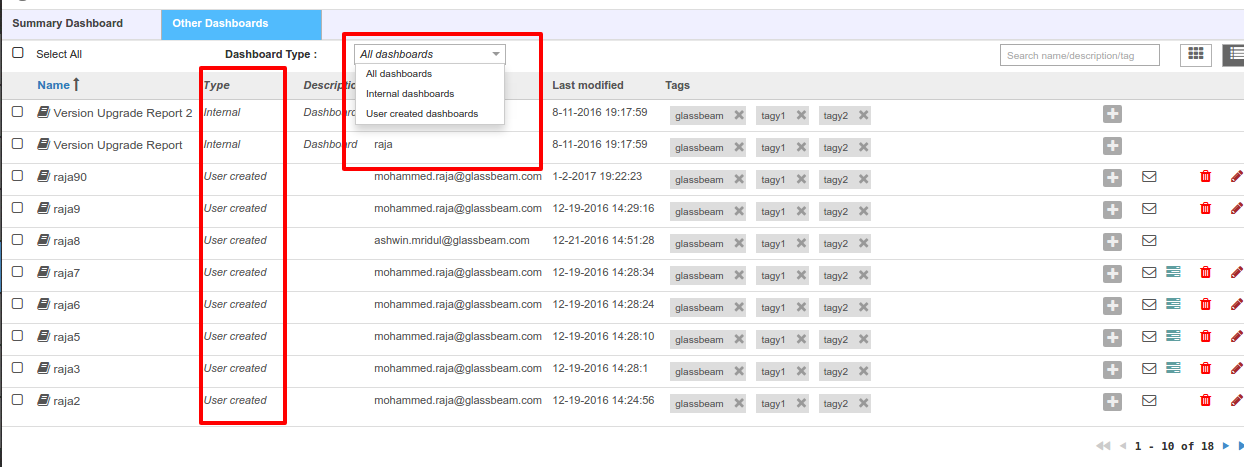 Summary Dashboard Other Dashboards
Select All Dashboard Type : All dashboards Search name/description/tag
All dashboards
Internal dashboards
User created dashboards
Name Type Descriptio Last modified Tags
Version Upgrade Report 2 Internal Dashboard 8-11-2016 19:17:59 glassbeam tagy1 tagy2
Version Upgrade Report Internal Dashboard raja 8-11-2016 19:17:59 glassbeam tagy1 tagy2
raja90 User created mohammed.raja@glassbeam.com 1-2-2017 19:22:23 glassbeam tagy1 tagy2
raja9 User created mohammed.raja@glassbeam.com 12-19-2016 14:29:16 glassbeam tagy1 tagy2
raja8 User created ashwin.mridul@glassbeam.com 12-21-2016 14:51:28 glassbeam tagy1 tagy2
raja7 User created mohammed.raja@glassbeam.com 12-19-2016 14:28:34 glassbeam tagy1 tagy2
raja6 User created mohammed.raja@glassbeam.com 12-19-2016 14:28:24 glassbeam tagy1 tagy2
raja5 User created mohammed.raja@glassbeam.com 12-19-2016 14:28:10 glassbeam tagy1 tagy2
raja3 User created mohammed.raja@glassbeam.com 12-19-2016 14:28:1 glassbeam tagy1 tagy2
raja2 User created mohammed.raja@glassbeam.com 12-19-2016 14:24:56 glassbeam tagy1 tagy2
1 - 10 of 18